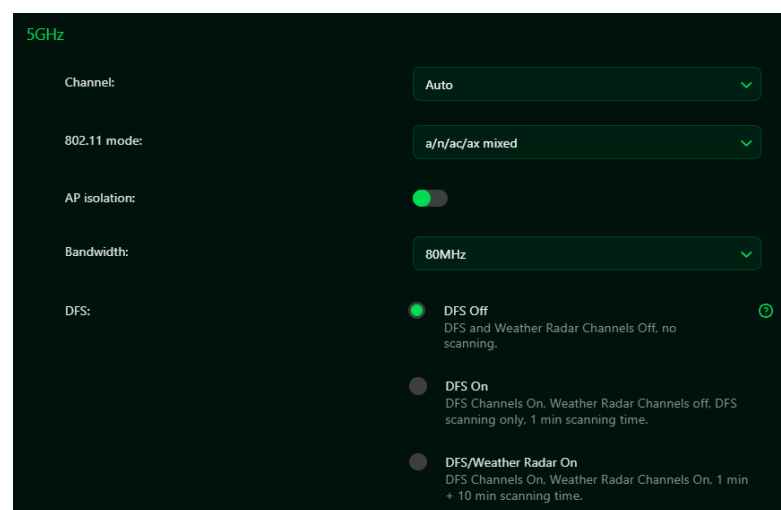 5GHz
Channel:
Auto
802.11 mode:
a/n/ac/ax mixed
AP isolation:
Bandwidth:
80MHz
DFS:
DFS Off
?
DFS and Weather Radar Channels Off, no
scanning.
DFS On
DFS Channels On, Weather Radar Channels off, DFS
scanning only, 1 min scanning time.
DFS/Weather Radar On
DFS Channels On, Weather Radar Channels On, 1 min
+ 10 min scanning time.